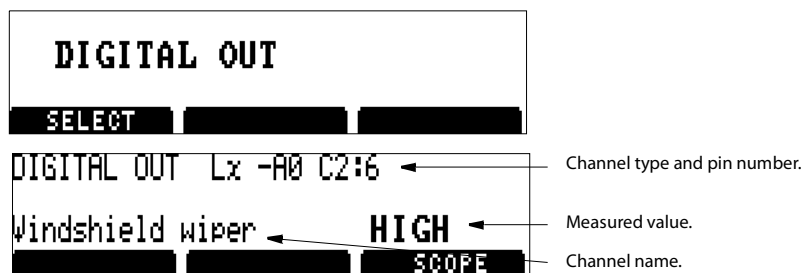 DIGITAL OUT
SELECT
DIGITAL OUT Lx -A0 C2:6
Channel type and pin number.
Windshield wiper HIGH
Measured value.
SCOPE
Channel name.